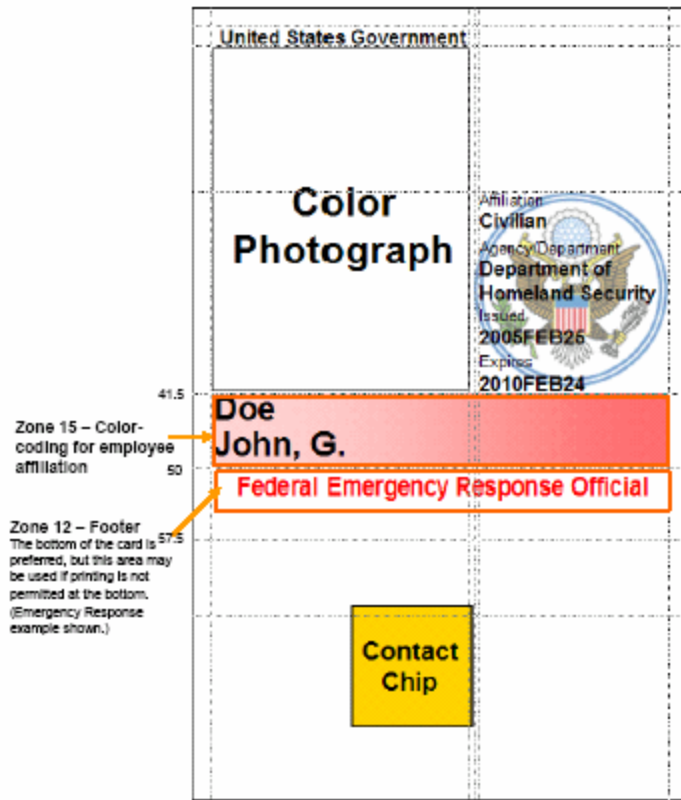 United States Government
Color
Photograph
Affiliation
Civilian
Agency/Department
Department of
Homeland Security
Issued
2005FEB25
Expires
2010FEB24
41.5
Doe
John, G.
Zone 15 – Color-
coding for employee
affiliation
50
Federal Emergency Response Official
Zone 12 – Footer
The bottom of the card is
preferred, but this area may
be used if printing is not
permitted at the bottom.
(Emergency Response
example shown.)
57.5
Contact
Chip